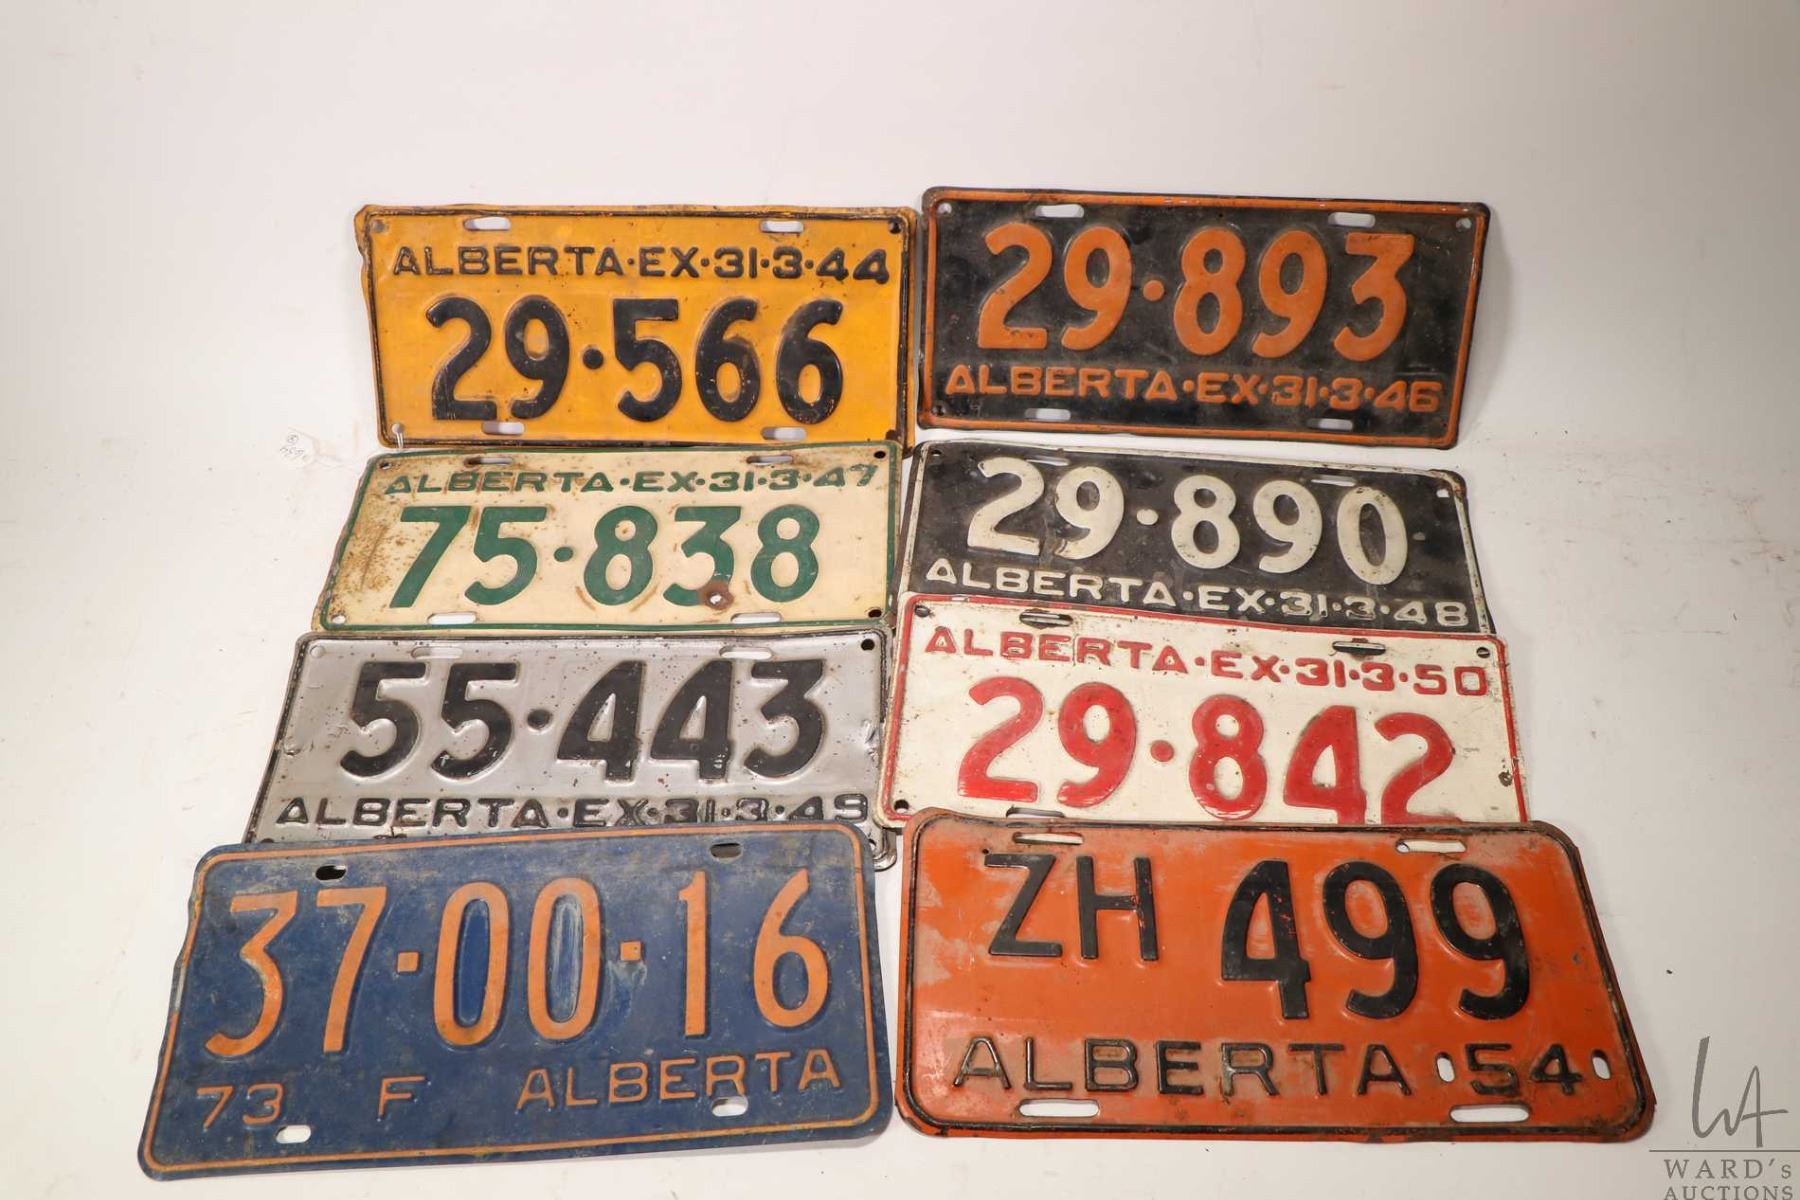 ALBERTA·EX·31·3·44
29·566
29·893
ALBERTA·EX·31·3·46
ALBERTA·EX·31·3·47
75·838
29·890
ALBERTA·EX·31·3·48
55·443
ALBERTA·EX·31·3·49
ALBERTA·EX·31·3·50
29·842
37·00·16
73 F ALBERTA
ZH 499
ALBERTA 54
WA
WARD's
AUCTIONS